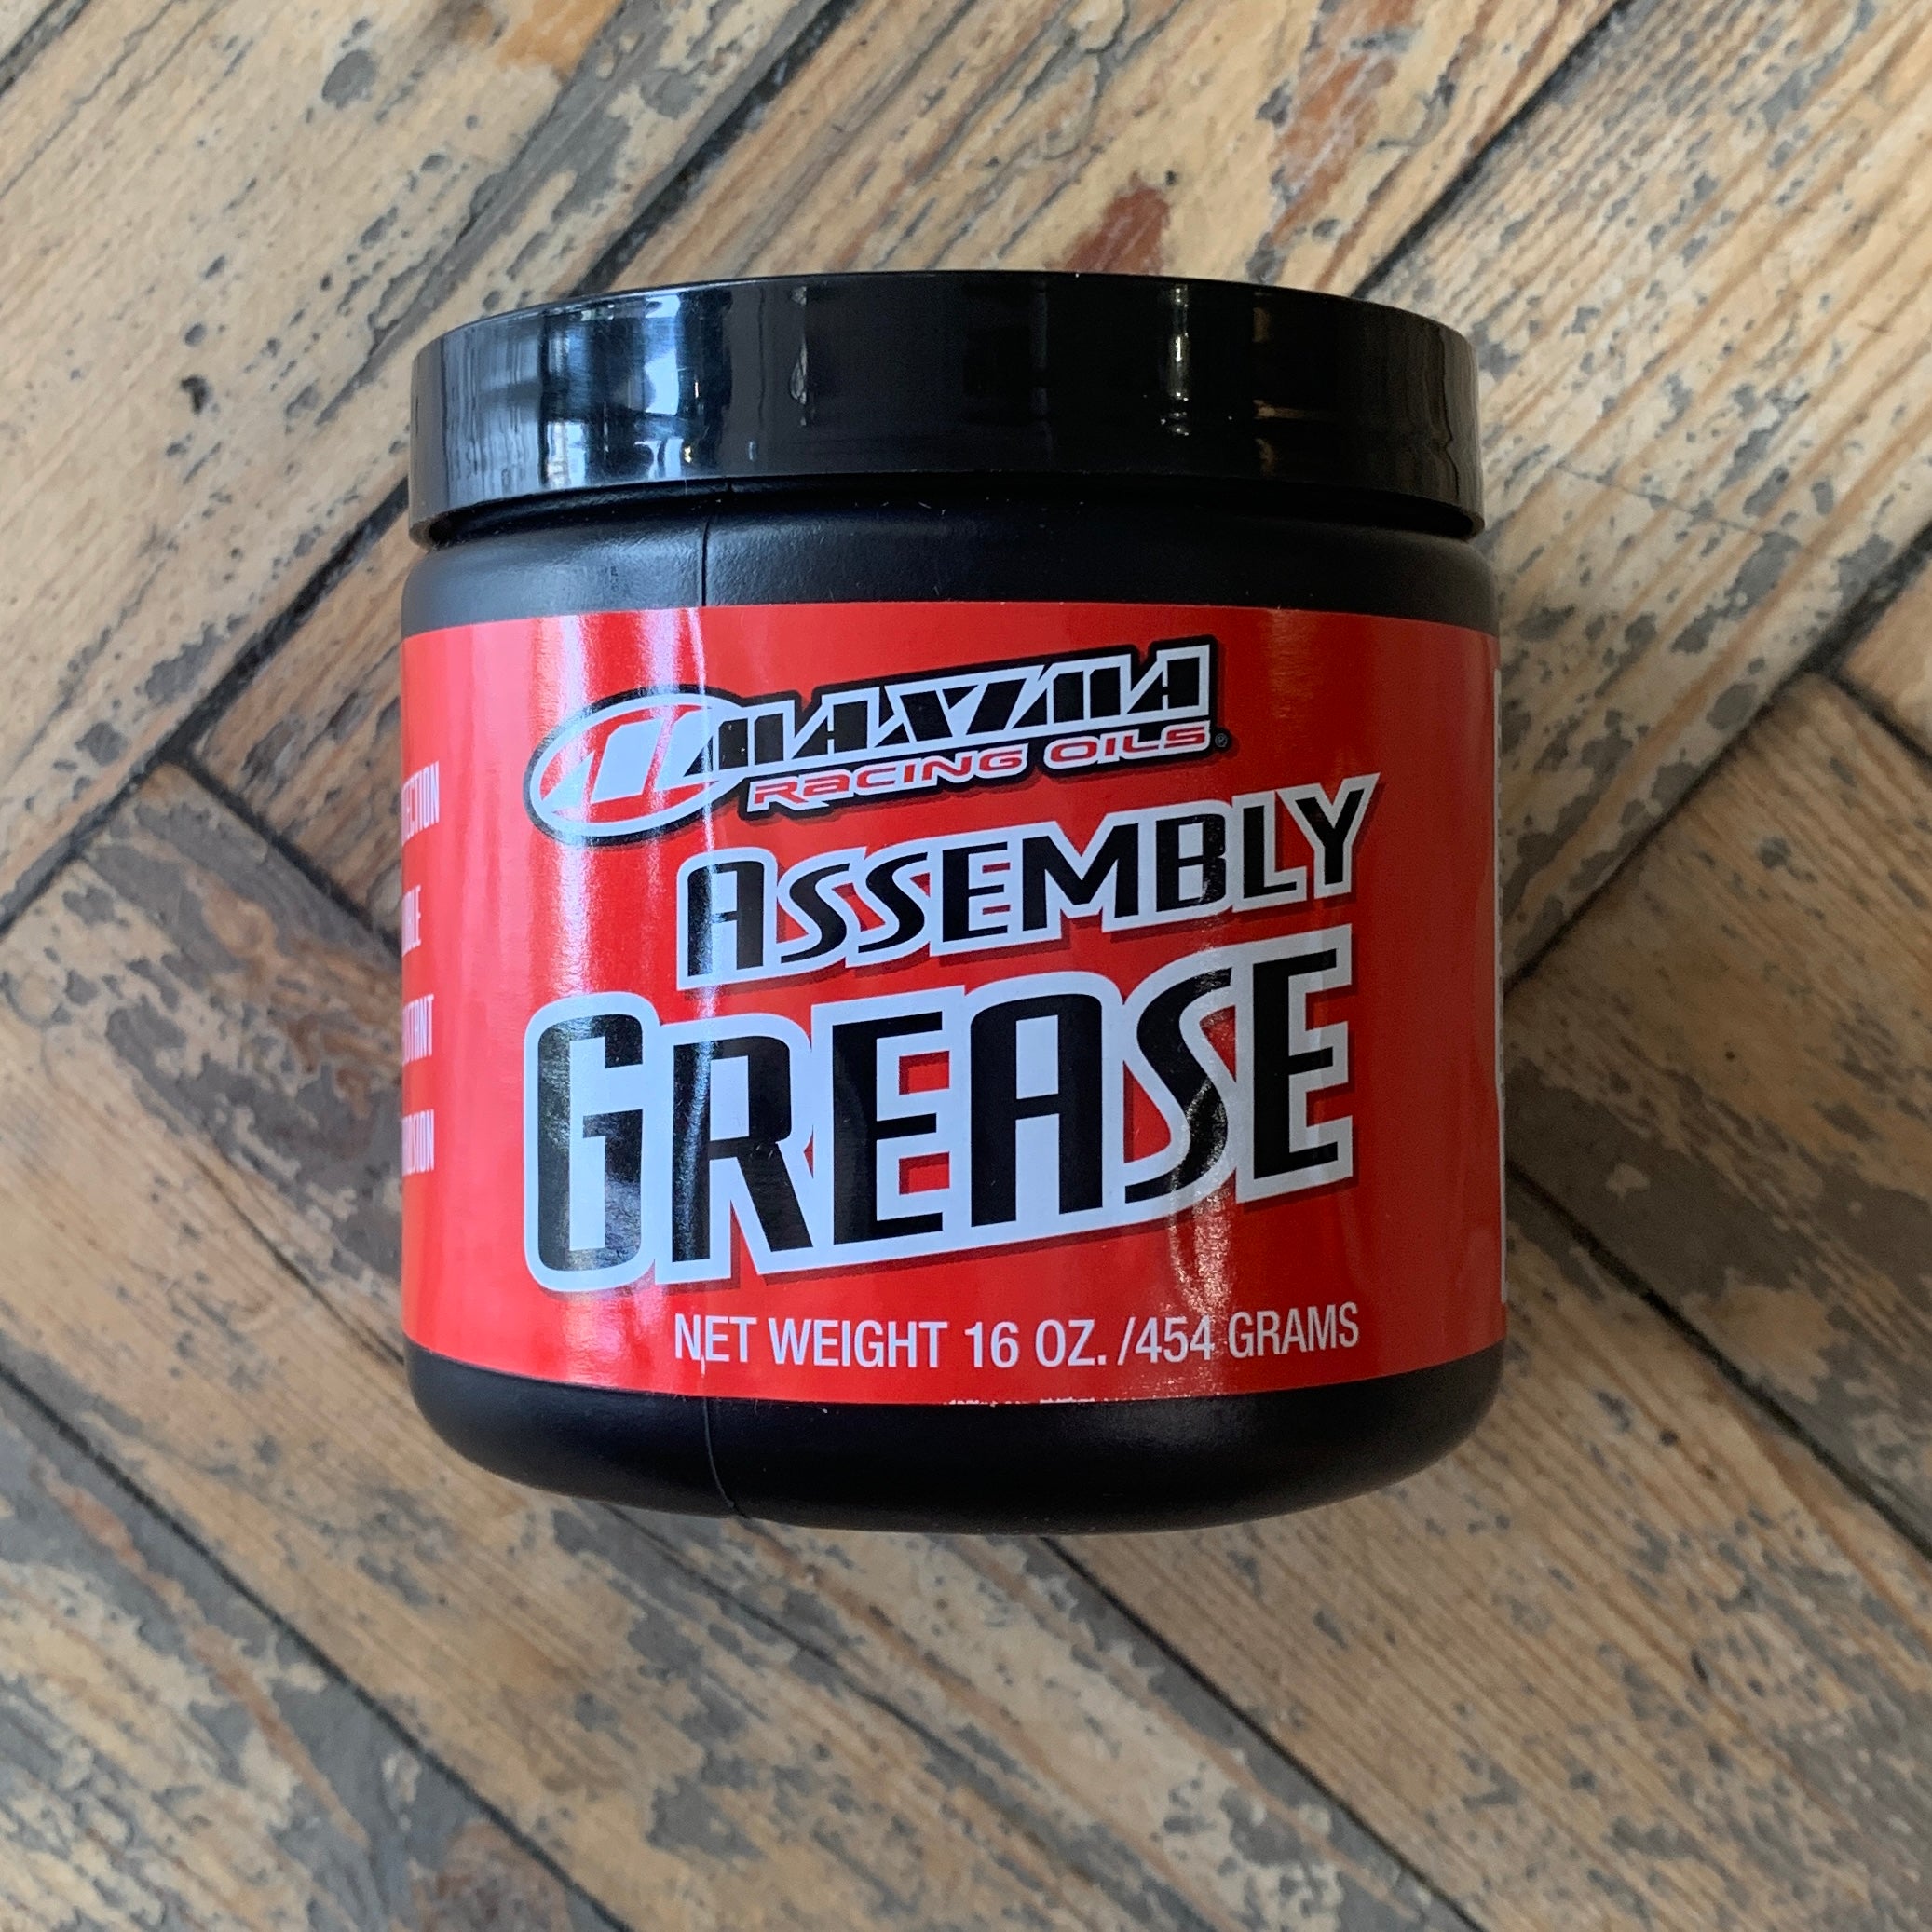 MAXIMA
RACING OILS®
ASSEMBLY
GREASE
NET WEIGHT 16 OZ. /454 GRAMS